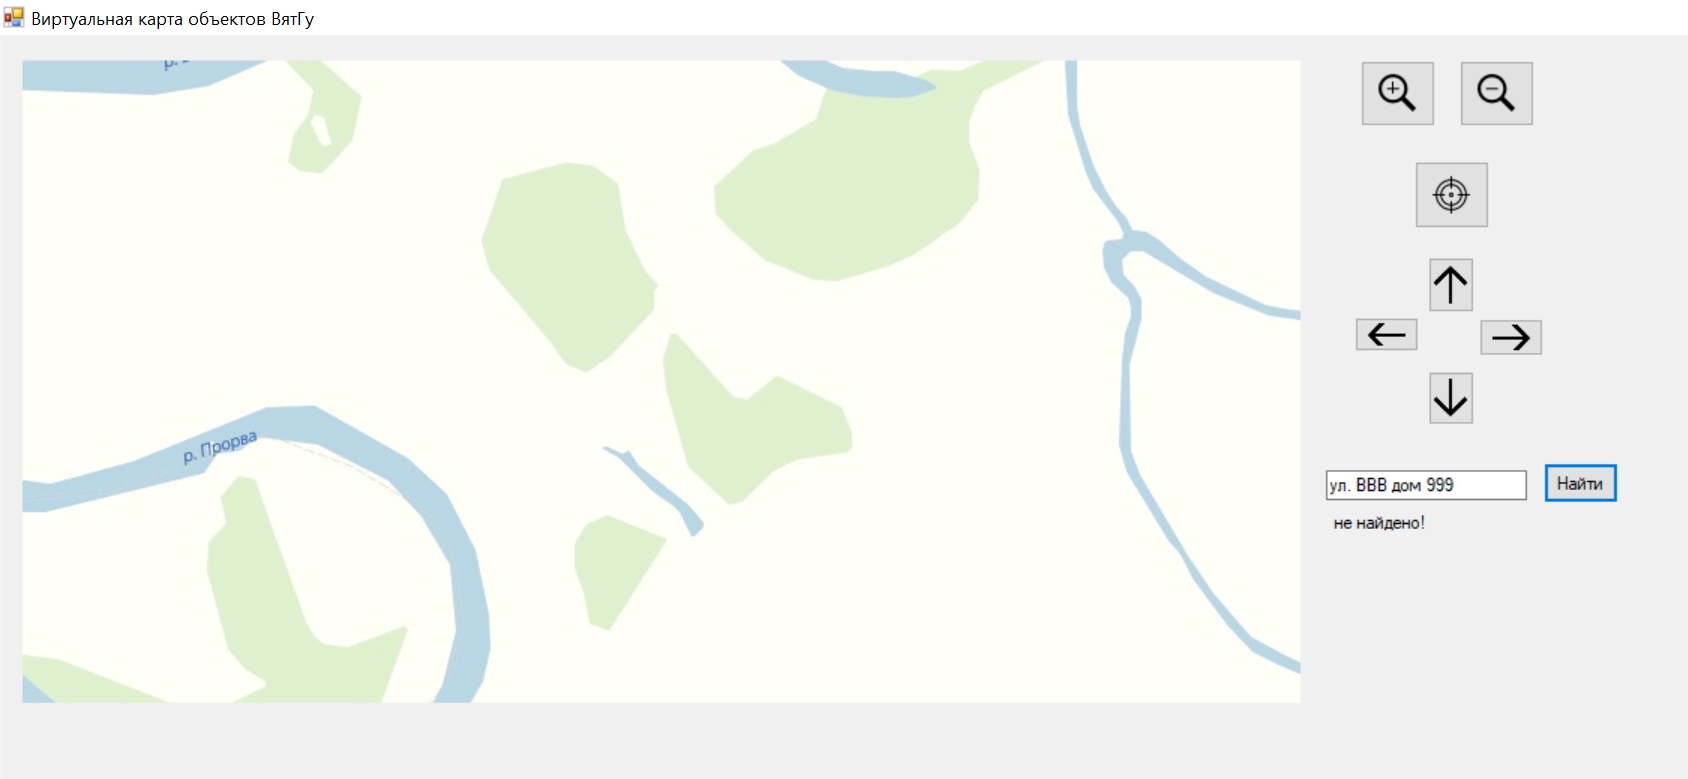 Виртуальная карта объектов ВятГу
р.
р. Прорва
ул. ВВВ дом 999
Найти
не найдено!